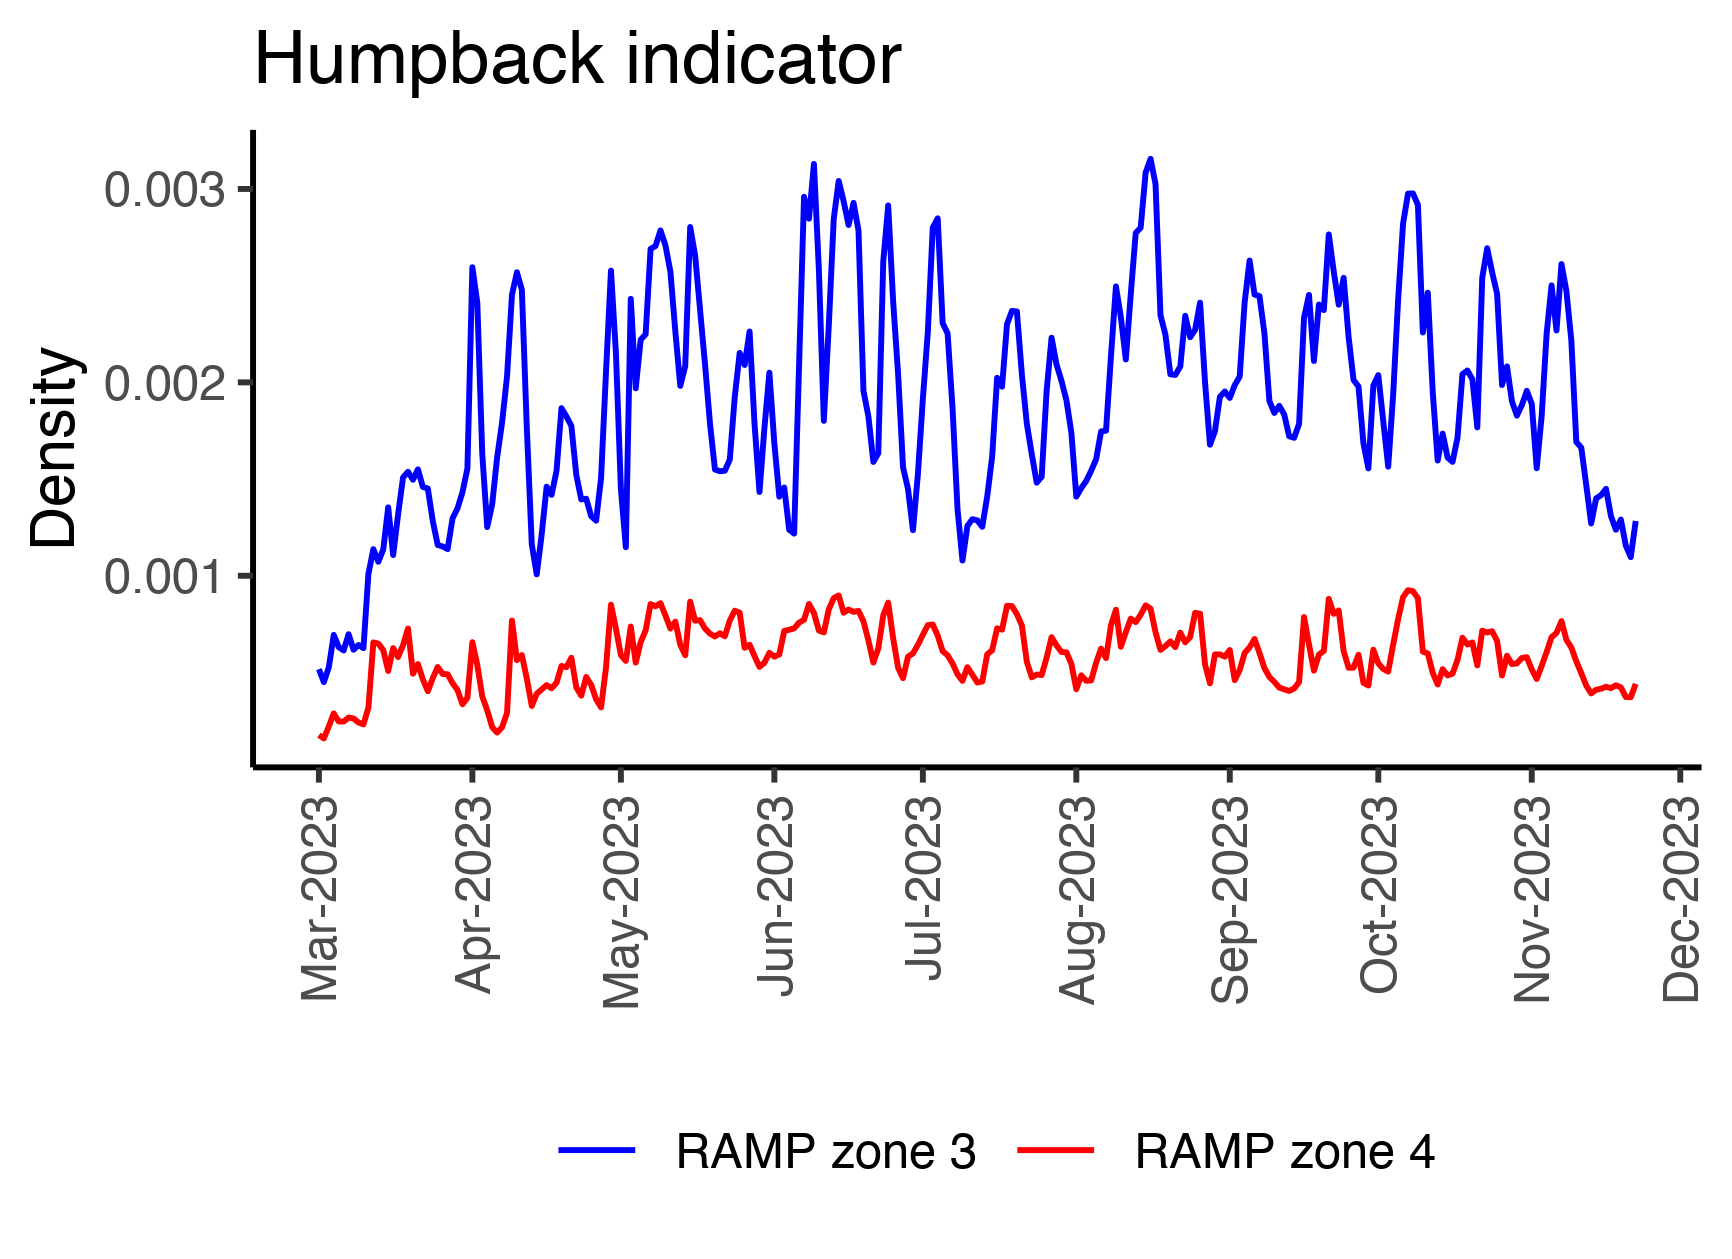 Humpback indicator
Density
0.003
0.002
0.001
Mar-2023
Apr-2023
May-2023
Jun-2023
Jul-2023
Aug-2023
Sep-2023
Oct-2023
Nov-2023
Dec-2023
RAMP zone 3
RAMP zone 4